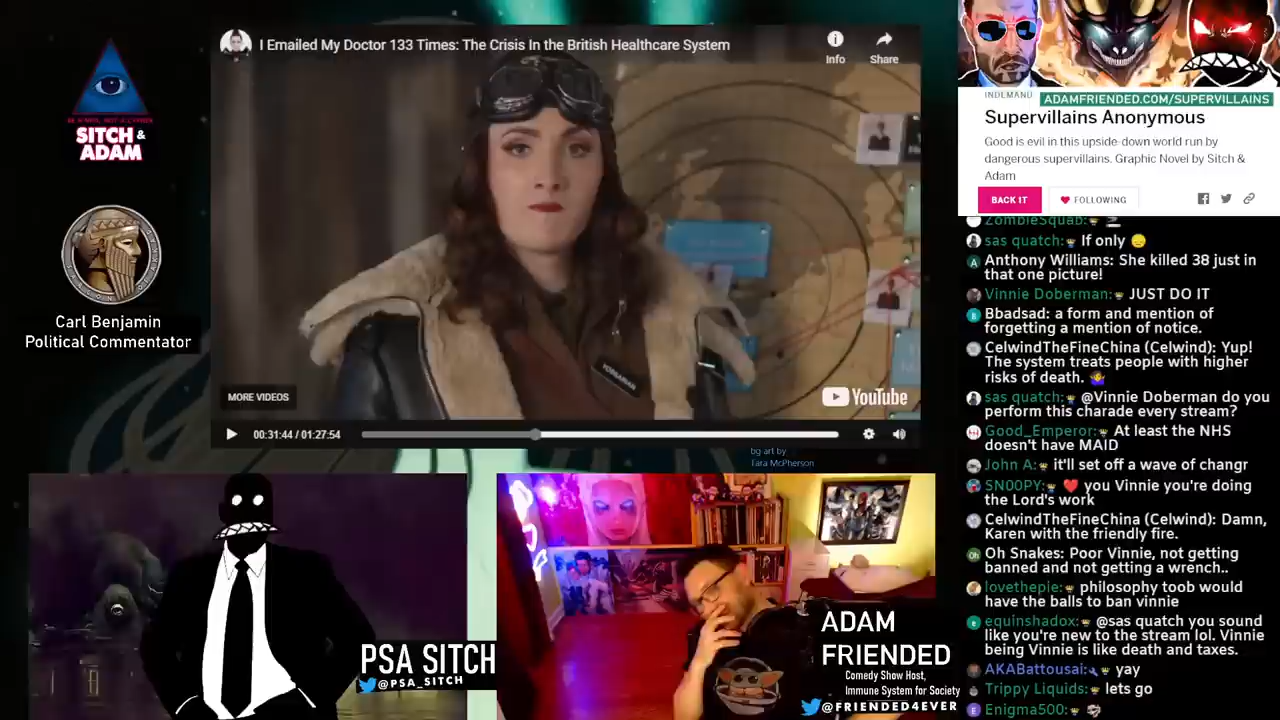 I Emailed My Doctor 133 Times: The Crisis In the British Healthcare System
Info
Share
SITCH &
ADAM
Carl Benjamin
Political Commentator
MORE VIDEOS
YouTube
00:31:44 / 01:27:54
bg art by
Tara McPherson
PSA SITCH
@PSA_SITCH
ADAM
FRIENDED
Comedy Show Host,
Immune System for Society
@FRIENDED4EVER
INDEMAND
ADAMFRIENDED.COM/SUPERVILLAINS
Supervillains Anonymous
Good is evil in this upside-down world run by
dangerous supervillains. Graphic Novel by Sitch &
Adam
BACK IT
FOLLOWING
ZombieSquab:
sas quatch: If only
Anthony Williams: She killed 38 just in
that one picture!
Vinnie Doberman: JUST DO IT
Bbadsad: a form and mention of
forgetting a mention of notice.
CelwindTheFineChina (Celwind): Yup!
The system treats people with higher
risks of death.
sas quatch: @Vinnie Doberman do you
perform this charade every stream?
Good_Emperor: At least the NHS
doesn't have MAID
John A: it'll set off a wave of changr
SN00PY: ❤️ you Vinnie you're doing
the Lord's work
CelwindTheFineChina (Celwind): Damn,
Karen with the friendly fire.
Oh Snakes: Poor Vinnie, not getting
banned and not getting a wrench..
lovethepie: philosophy toob would
have the balls to ban vinnie
equinshadox: @sas quatch you sound
like you're new to the stream lol. Vinnie
being Vinnie is like death and taxes.
AKABattousai: yay
Trippy Liquids: lets go
Enigma500: